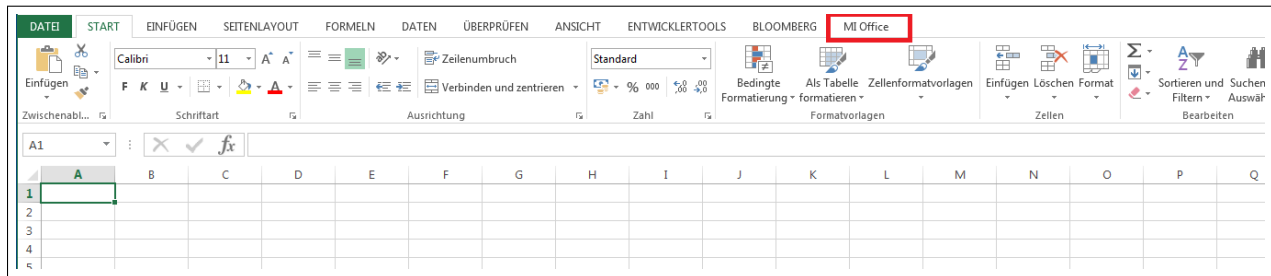 DATEI START EINFÜGEN SEITENLAYOUT FORMELN DATEN ÜBERPRÜFEN ANSICHT ENTWICKLERTOOLS BLOOMBERG MI Office
Calibri 11 A A Zeilenumbruch Standard
Einfügen F K U A Verbinden und zentrieren % 000 Bedingte Formatierung Als Tabelle formatieren Zellenformatvorlagen Einfügen Löschen Format Sortieren und Filtern Suchen Auswäh
Zwischenabl... Schriftart Ausrichtung Zahl Formatvorlagen Zellen Bearbeiten
A1 fx
A B C D E F G H I J K L M N O P Q
1
2
3
4
5